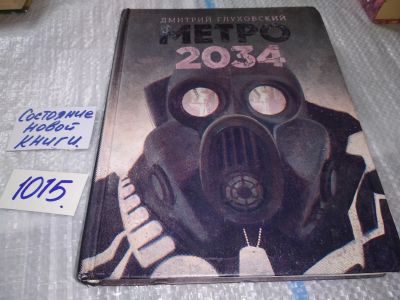 ДМИТРИЙ ГЛУХОВСКИЙ
МЕТРО
2034
Состояние
новой
книги.
1015.